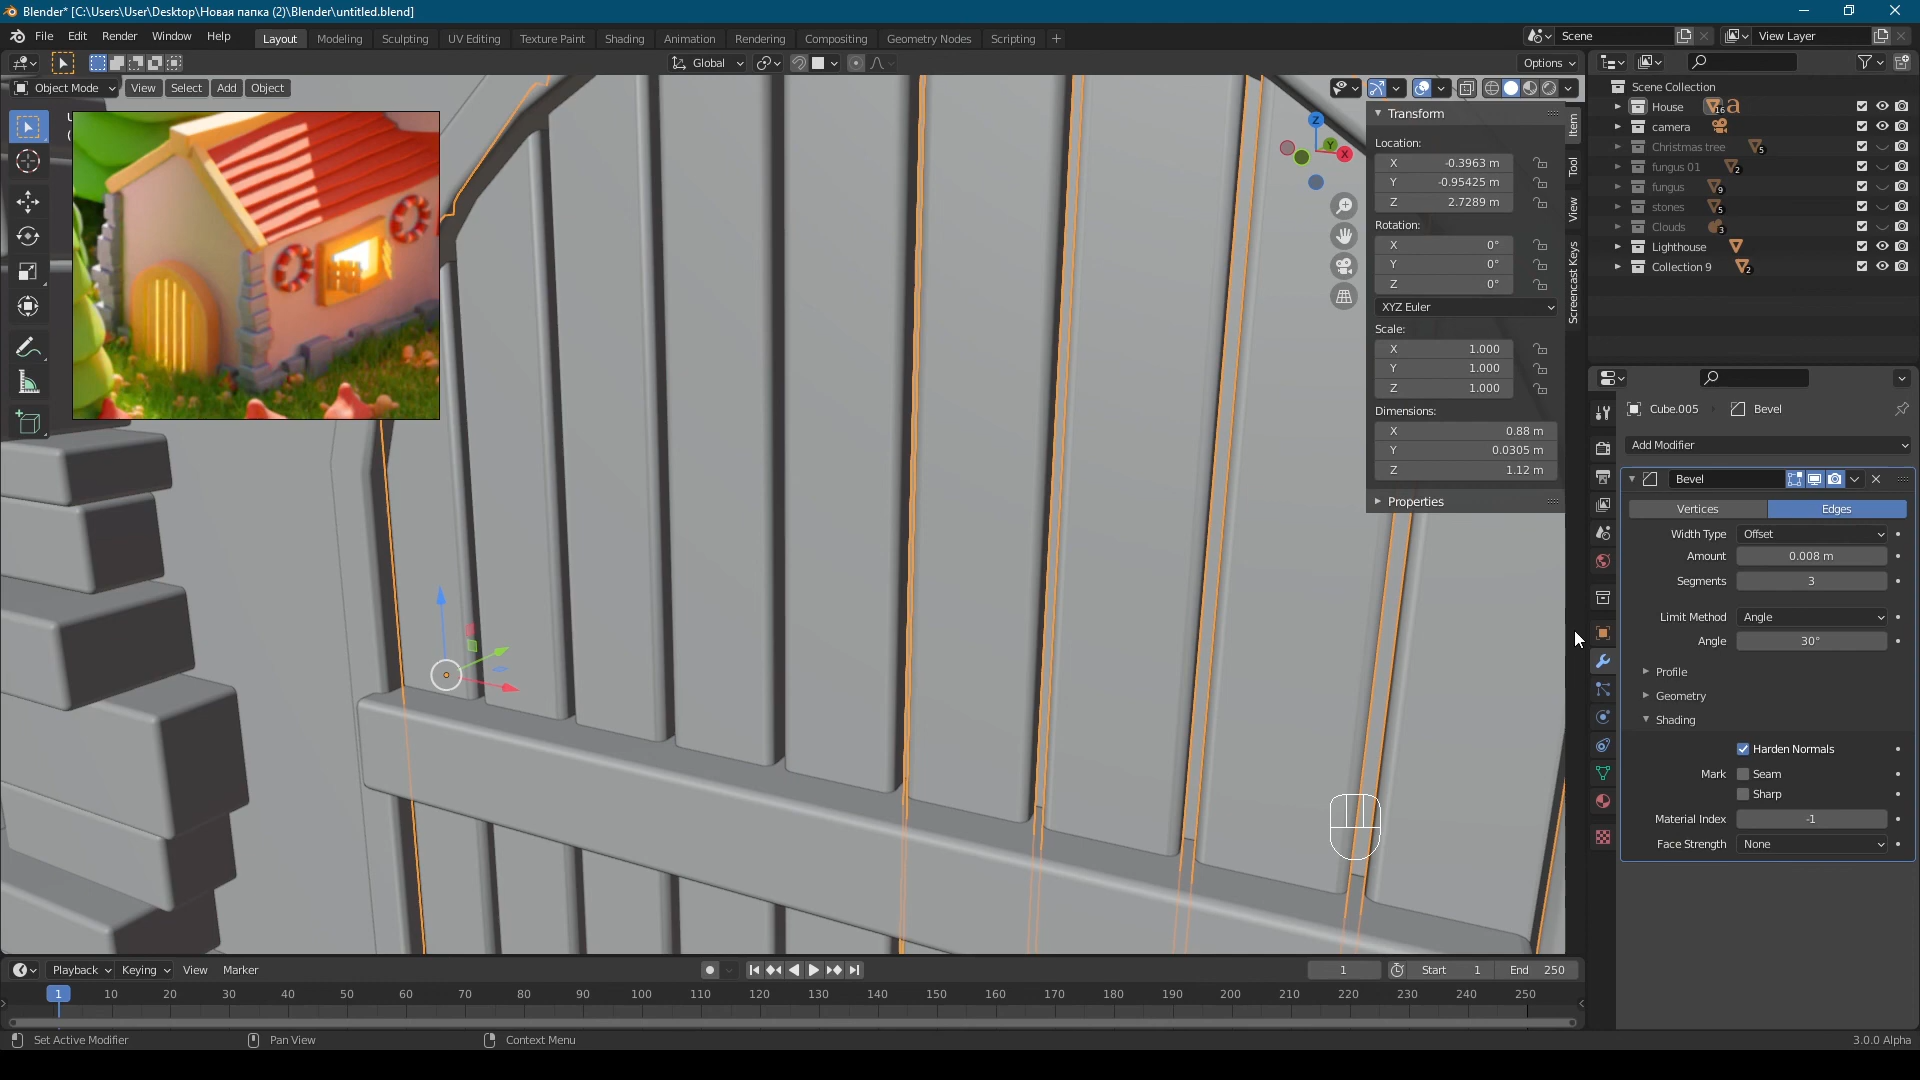 Blender* [C:\Users\User\Desktop\Новая папка (2)\Blender\untitled.blend]
File Edit Render Window Help Layout Modeling Sculpting UV Editing Texture Paint Shading Animation Rendering Compositing Geometry Nodes Scripting + Scene View Layer
Global Options
Object Mode View Select Add Object
Scene Collection
House 16 a
camera
Christmas tree 5
fungus 01 2
fungus 9
stones 5
Clouds 3
Lighthouse
Collection 9 2
Z
Y
X
Transform
Location:
X -0.3963 m
Y -0.95425 m
Z 2.7289 m
Rotation:
X 0°
Y 0°
Z 0°
XYZ Euler
Scale:
X 1.000
Y 1.000
Z 1.000
Dimensions:
X 0.88 m
Y 0.0305 m
Z 1.12 m
Properties
Item
Tool
View
Screencast Keys
Cube.005 Bevel
Add Modifier
Bevel
Vertices Edges
Width Type Offset
Amount 0.008 m
Segments 3
Limit Method Angle
Angle 30°
Profile
Geometry
Shading
Harden Normals
Mark Seam
Sharp
Material Index -1
Face Strength None
Playback Keying View Marker 1 Start 1 End 250
1 10 20 30 40 50 60 70 80 90 100 110 120 130 140 150 160 170 180 190 200 210 220 230 240 250
Set Active Modifier Pan View Context Menu 3.0.0 Alpha